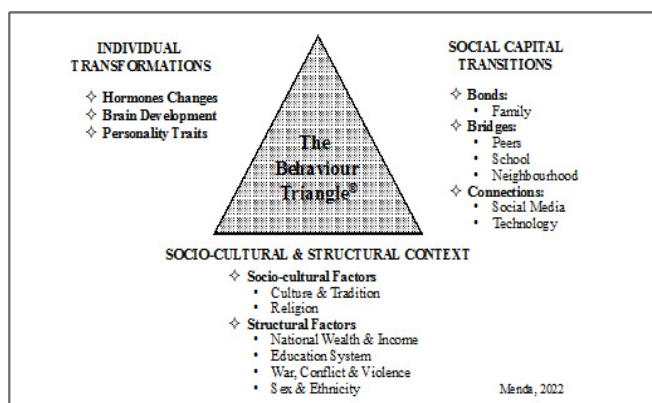 INDIVIDUAL
TRANSFORMATIONS
✧ Hormones Changes
✧ Brain Development
✧ Personality Traits
The
Behaviour
Triangle®
SOCIAL CAPITAL
TRANSITIONS
✧ Bonds:
• Family
✧ Bridges:
• Peers
• School
• Neighbourhood
✧ Connections:
• Social Media
• Technology
SOCIO-CULTURAL & STRUCTURAL CONTEXT
✧ Socio-cultural Factors
• Culture & Tradition
• Religion
✧ Structural Factors
• National Wealth & Income
• Education System
• War, Conflict & Violence
• Sex & Ethnicity
Menda, 2022